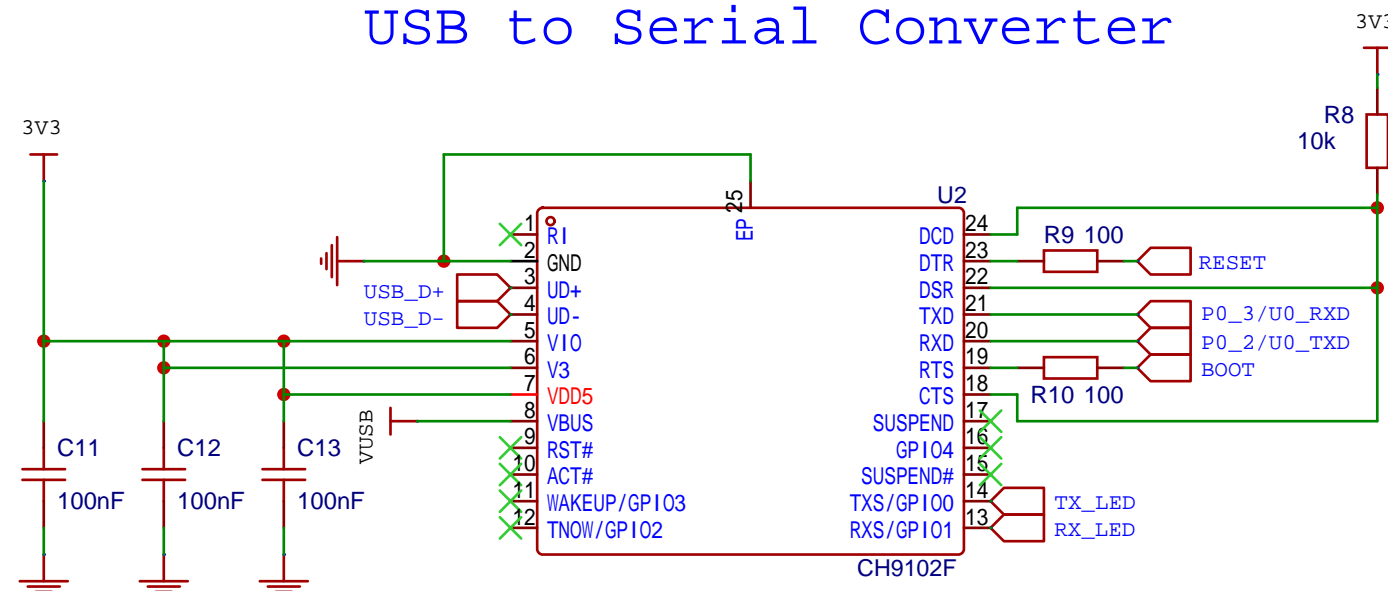 USB to Serial Converter
3V3
3V3
R8
10k
U2
25
EP
1
RI
2
GND
3
UD+
USB_D+
4
UD-
USB_D-
5
VIO
6
V3
7
VDD5
8
VBUS
VUSB
9
RST#
10
ACT#
11
WAKEUP/GPIO3
12
TNOW/GPIO2
24
DCD
23
DTR
R9 100
RESET
22
DSR
21
TXD
P0_3/U0_RXD
20
RXD
P0_2/U0_TXD
19
RTS
BOOT
R10 100
18
CTS
17
SUSPEND
16
GPIO4
15
SUSPEND#
14
TXS/GPIO0
TX_LED
13
RXS/GPIO1
RX_LED
CH9102F
C11
100nF
C12
100nF
C13
100nF